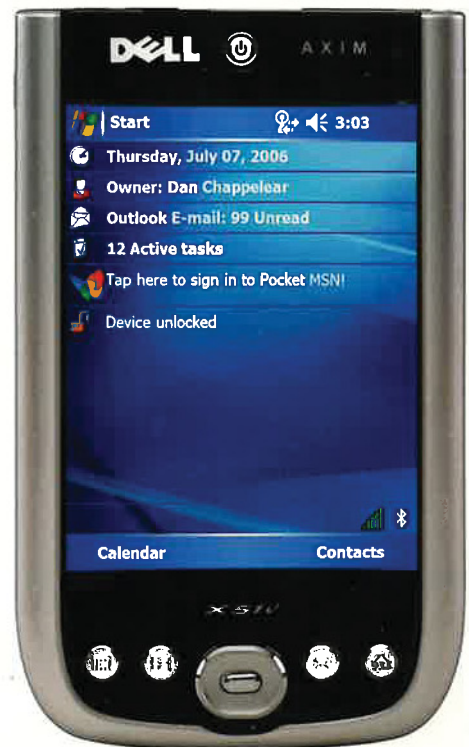 DELL AXIM
Start 3:03
Thursday, July 07, 2006
Owner: Dan Chappelear
Outlook E-mail: 99 Unread
12 Active tasks
Tap here to sign in to Pocket MSN!
Device unlocked
Calendar Contacts
X51v